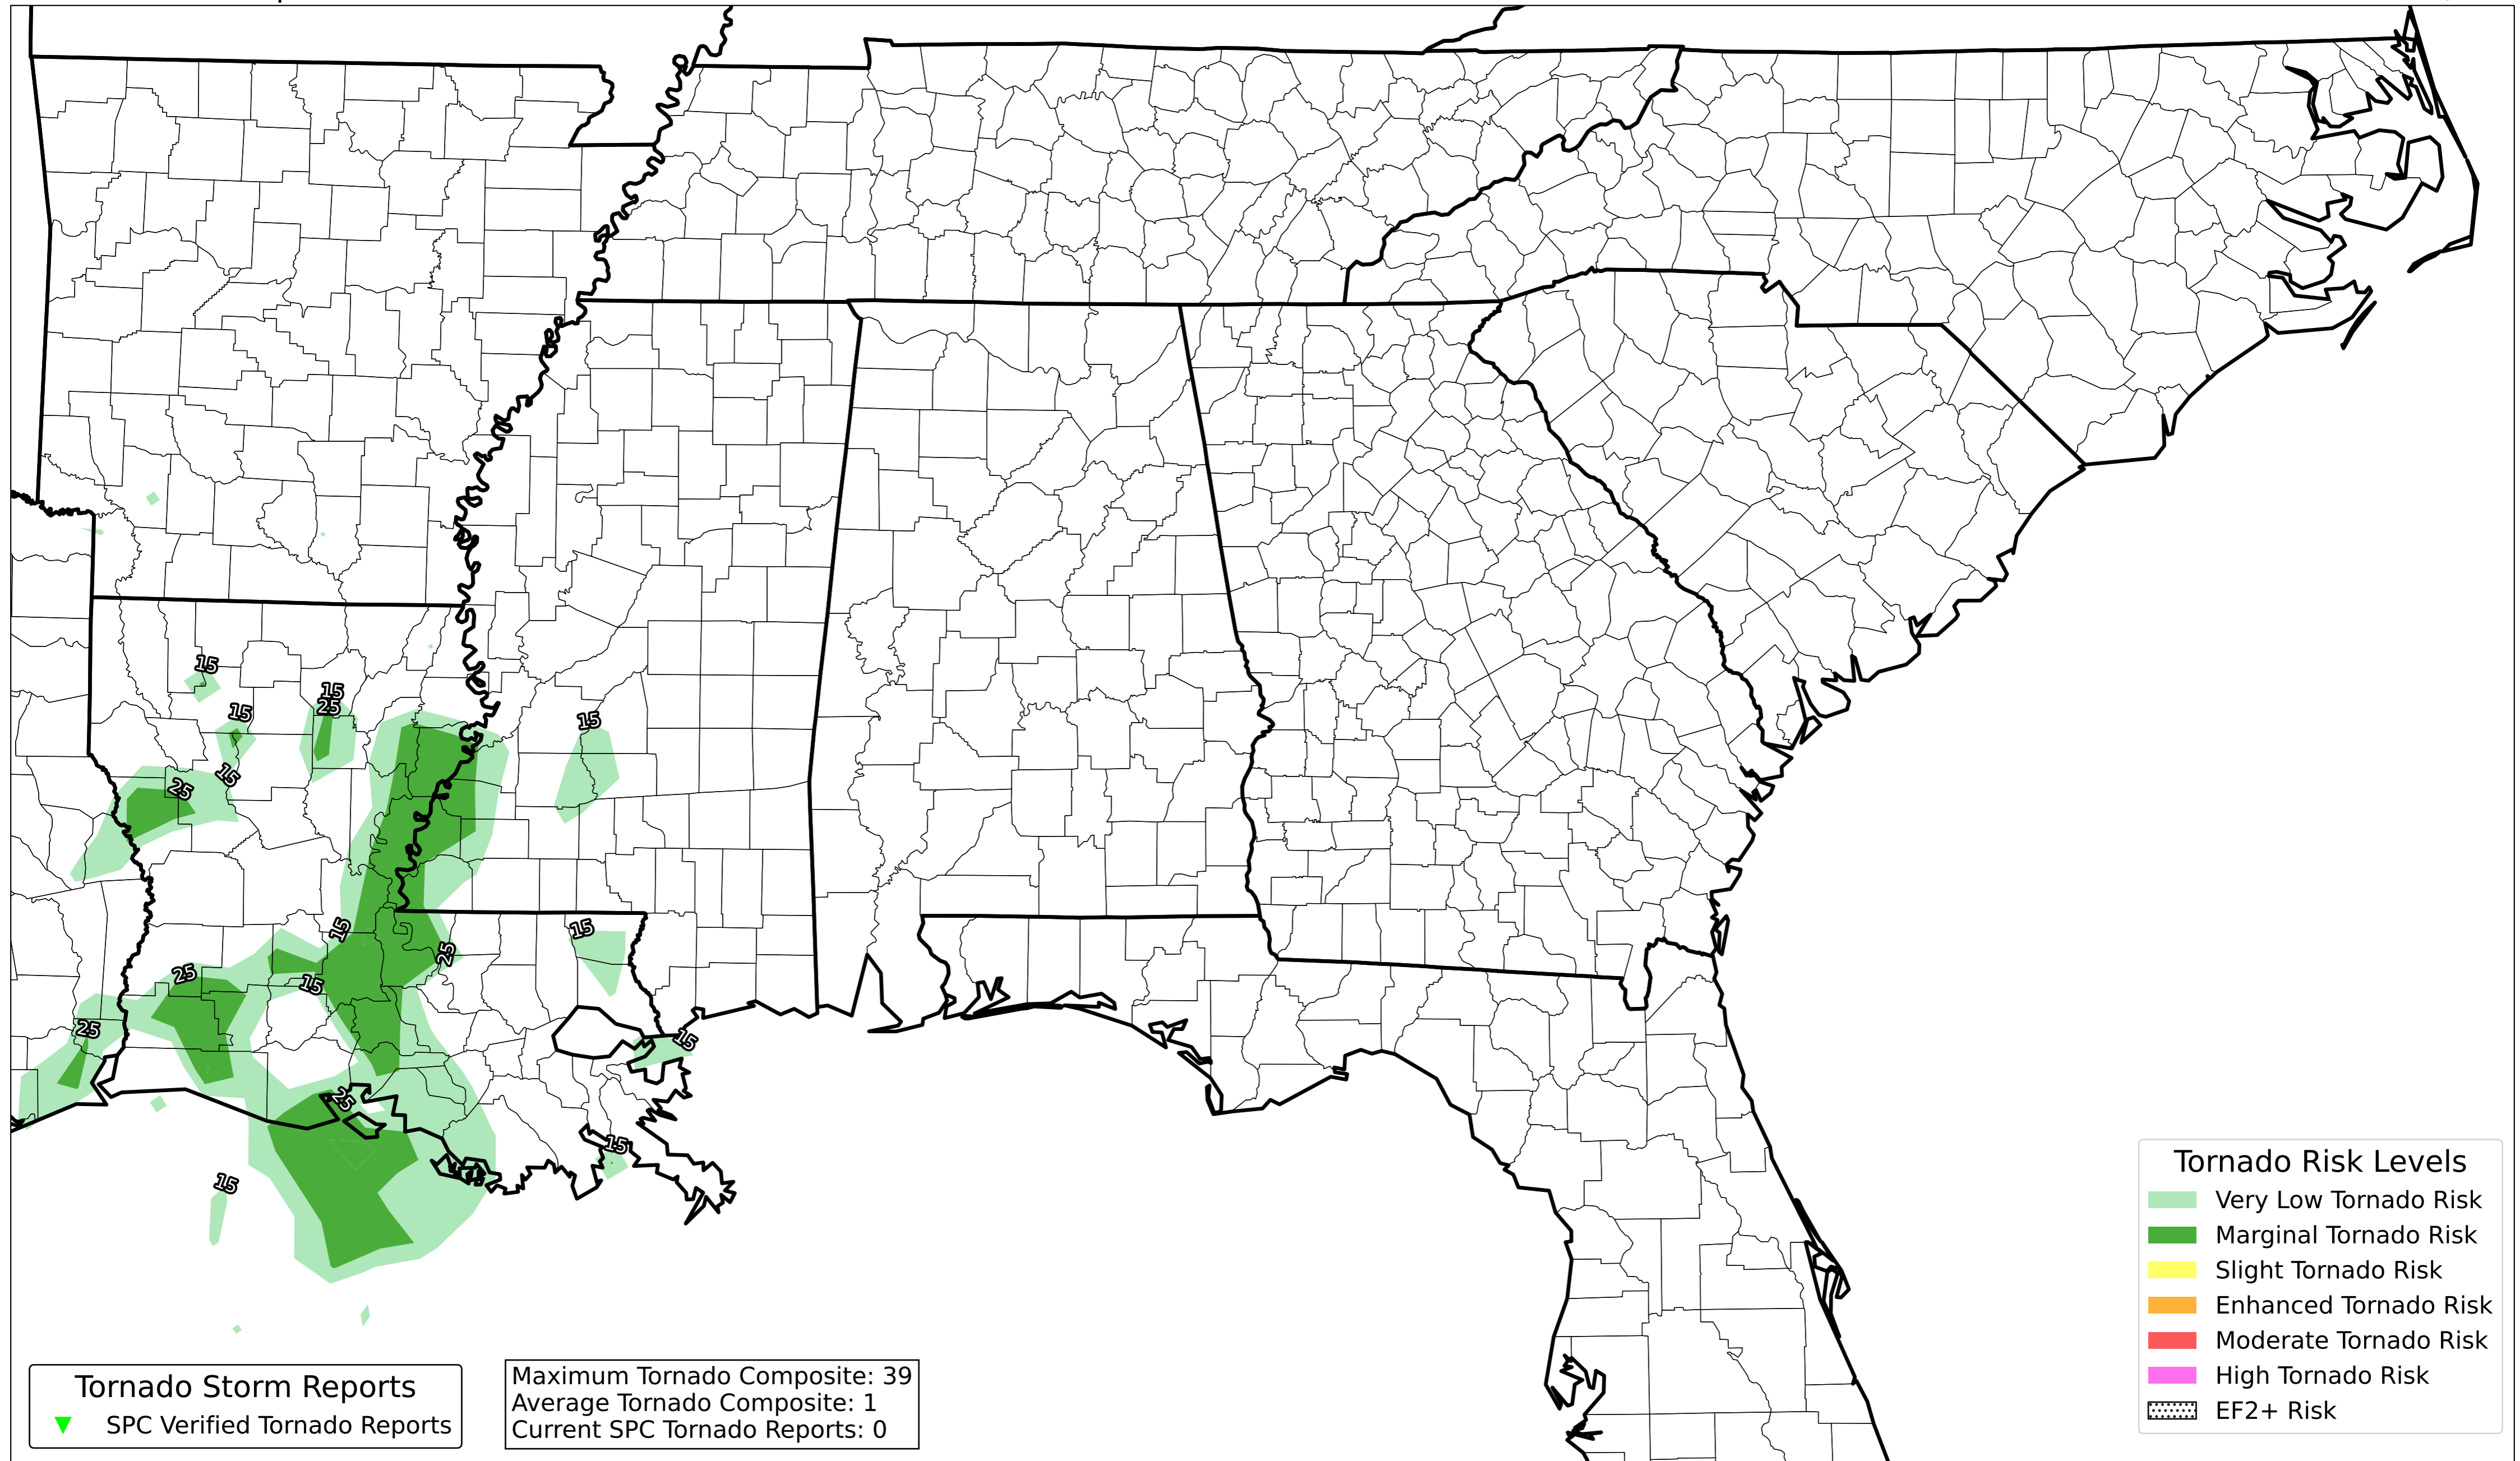 15
15
25
15
15
15
25
15
15
25
25
15
25
15
25
15
15
Tornado Risk Levels
Very Low Tornado Risk
Marginal Tornado Risk
Slight Tornado Risk
Enhanced Tornado Risk
Moderate Tornado Risk
High Tornado Risk
EF2+ Risk
Tornado Storm Reports
SPC Verified Tornado Reports
Maximum Tornado Composite: 39
Average Tornado Composite: 1
Current SPC Tornado Reports: 0